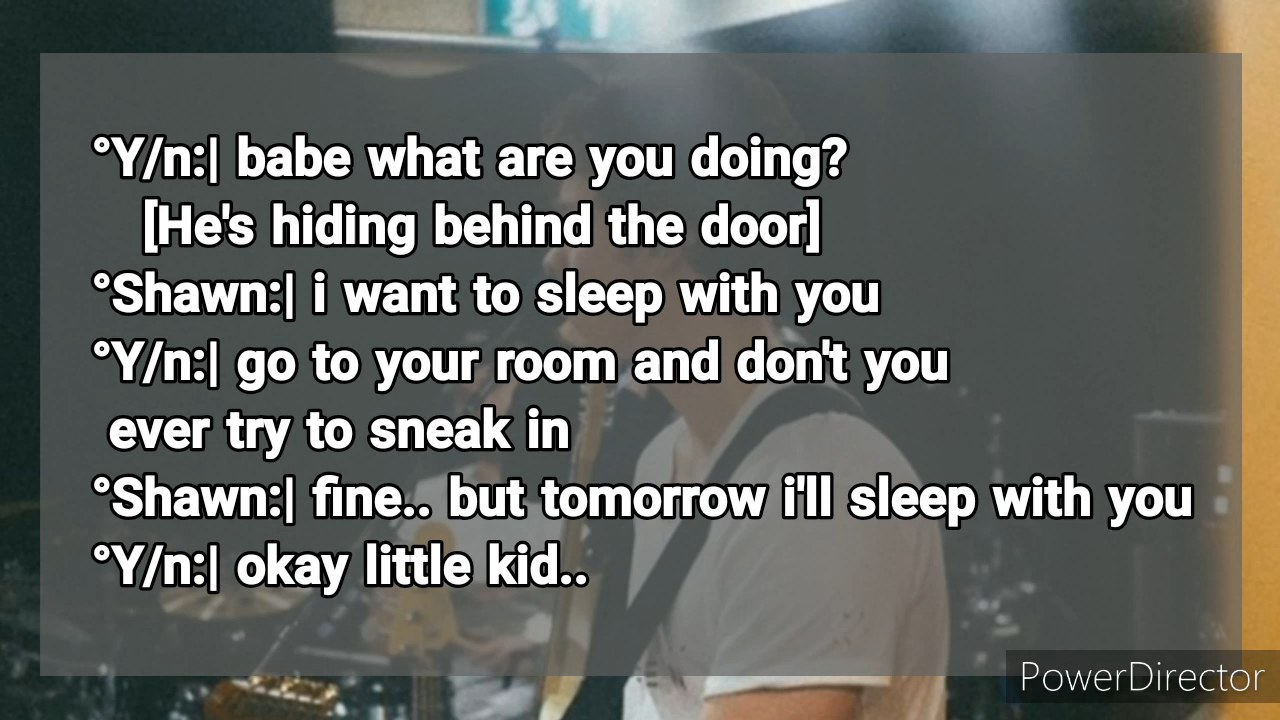 °Y/n:| babe what are you doing?
[He's hiding behind the door]
°Shawn:| i want to sleep with you
°Y/n:| go to your room and don't you
ever try to sneak in
°Shawn:| fine.. but tomorrow i'll sleep with you
°Y/n:| okay little kid..
PowerDirector